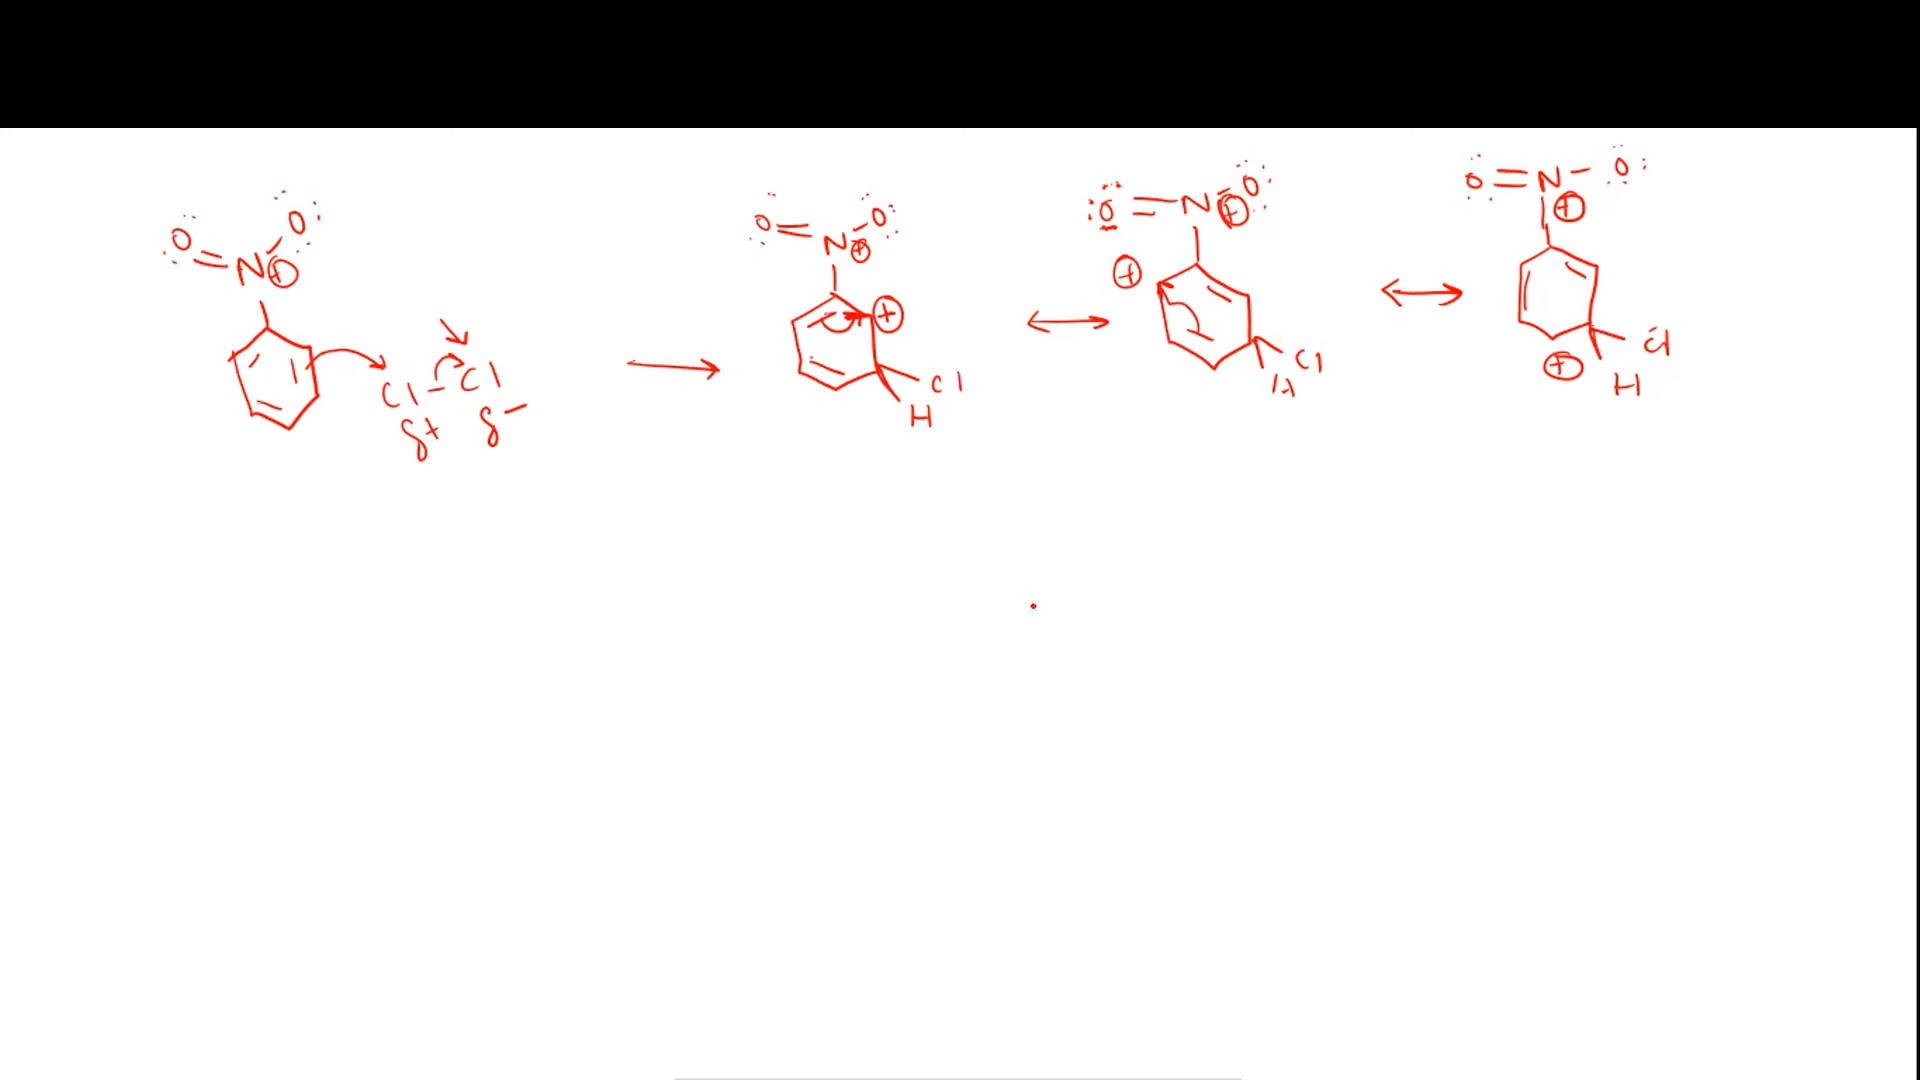 O=N⊕-O
Cl-Cl
δ+ δ-
O=N⊕-O
⊕
Cl
H
O=N⊕-O
⊕
Cl
H
O=N⊕-O
⊕
Cl
H